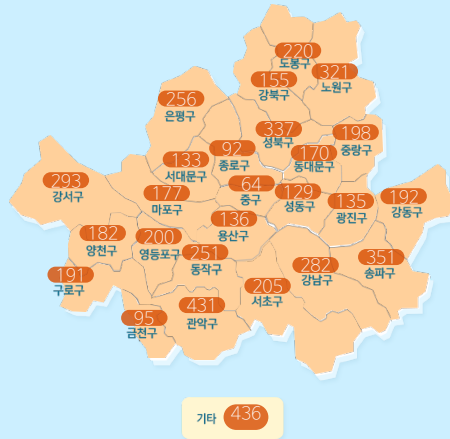 220
도봉구
321
노원구
155
강북구
256
은평구
337
성북구
198
중랑구
92
종로구
170
동대문구
133
서대문구
293
강서구
177
마포구
64
중구
129
성동구
135
광진구
192
강동구
136
용산구
182
양천구
200
영등포구
251
동작구
282
강남구
351
송파구
191
구로구
205
서초구
95
금천구
431
관악구
기타 436